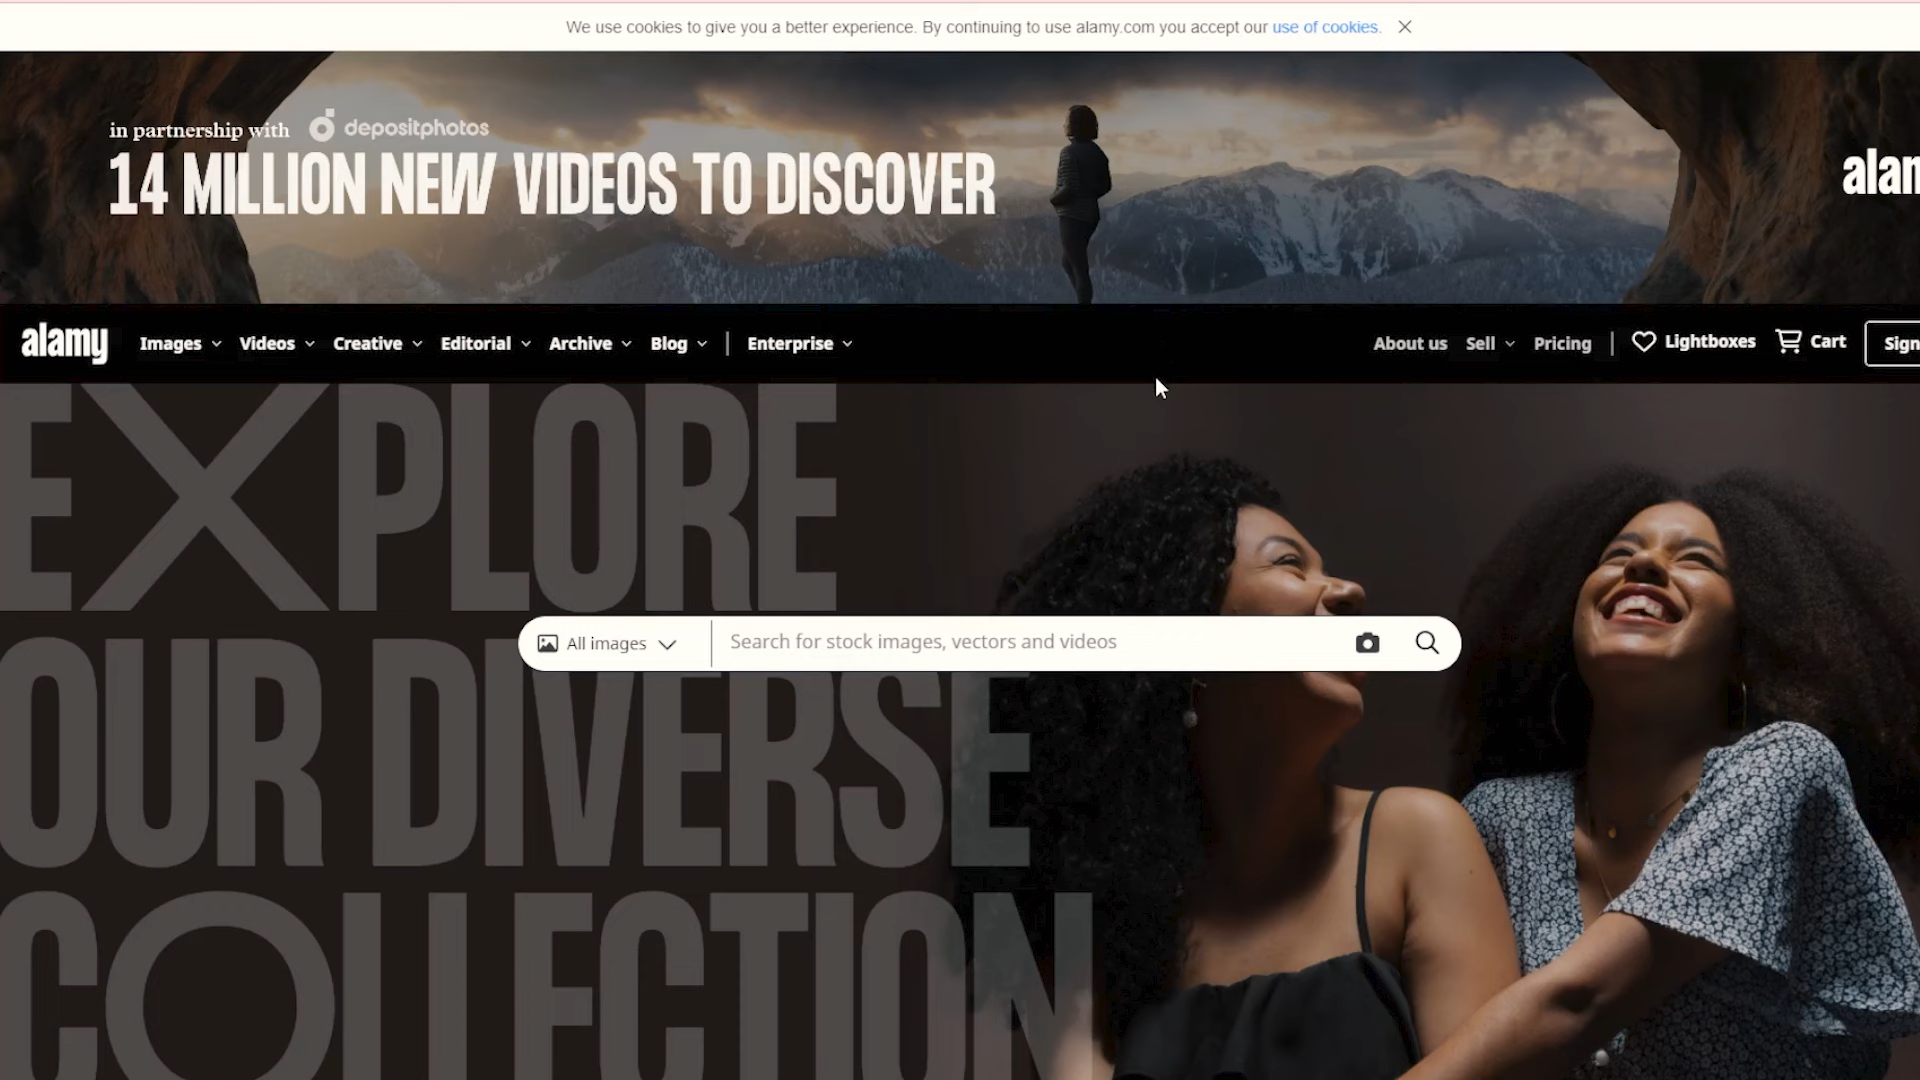 We use cookies to give you a better experience. By continuing to use alamy.com you accept our use of cookies.
in partnership with depositphotos
14 MILLION NEW VIDEOS TO DISCOVER
alam
alamy Images Videos Creative Editorial Archive Blog | Enterprise About us Sell Pricing | Lightboxes Cart Sign
EXPLORE
All images Search for stock images, vectors and videos
OUR DIVERSE
COLLECTION